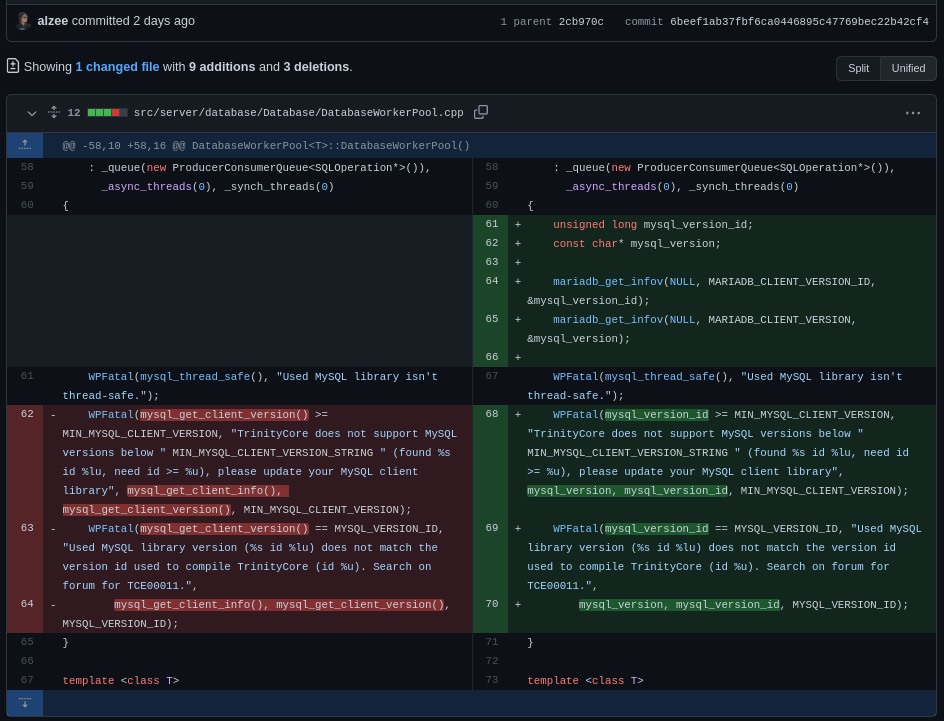 alzee committed 2 days ago
1 parent 2cb970c commit 6beef1ab37fbf6ca0446895c47769bec22b42cf4
Showing 1 changed file with 9 additions and 3 deletions.
Split Unified
12 src/server/database/Database/DatabaseWorkerPool.cpp
@@ -58,10 +58,16 @@ DatabaseWorkerPool<T>::DatabaseWorkerPool()
58 : _queue(new ProducerConsumerQueue<SQLOperation*>()),
59 _async_threads(0), _synch_threads(0)
60 {
61 WPFatal(mysql_thread_safe(), "Used MySQL library isn't
thread-safe.");
62 - WPFatal(mysql_get_client_version() >=
MIN_MYSQL_CLIENT_VERSION, "TrinityCore does not support MySQL
versions below " MIN_MYSQL_CLIENT_VERSION_STRING " (found %s
id %lu, need id >= %u), please update your MySQL client
library", mysql_get_client_info(),
mysql_get_client_version(), MIN_MYSQL_CLIENT_VERSION);
63 - WPFatal(mysql_get_client_version() == MYSQL_VERSION_ID,
"Used MySQL library version (%s id %lu) does not match the
version id used to compile TrinityCore (id %u). Search on
forum for TCE00011.",
64 - mysql_get_client_info(), mysql_get_client_version(),
MYSQL_VERSION_ID);
65 }
66
67 template <class T>
58 : _queue(new ProducerConsumerQueue<SQLOperation*>()),
59 _async_threads(0), _synch_threads(0)
60 {
61 + unsigned long mysql_version_id;
62 + const char* mysql_version;
63 +
64 + mariadb_get_infov(NULL, MARIADB_CLIENT_VERSION_ID,
&mysql_version_id);
65 + mariadb_get_infov(NULL, MARIADB_CLIENT_VERSION,
&mysql_version);
66 +
67 WPFatal(mysql_thread_safe(), "Used MySQL library isn't
thread-safe.");
68 + WPFatal(mysql_version_id >= MIN_MYSQL_CLIENT_VERSION,
"TrinityCore does not support MySQL versions below "
MIN_MYSQL_CLIENT_VERSION_STRING " (found %s id %lu, need id
>= %u), please update your MySQL client library",
mysql_version, mysql_version_id, MIN_MYSQL_CLIENT_VERSION);
69 + WPFatal(mysql_version_id == MYSQL_VERSION_ID, "Used MySQL
library version (%s id %lu) does not match the version id
used to compile TrinityCore (id %u). Search on forum for
TCE00011.",
70 + mysql_version, mysql_version_id, MYSQL_VERSION_ID);
71 }
72
73 template <class T>